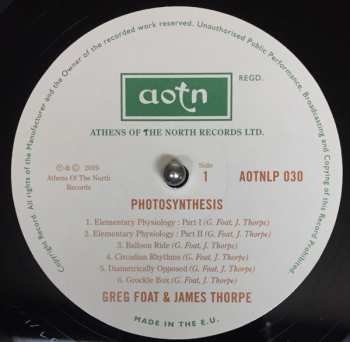 of the recorded work reserved. Unauthorised Public Performance, Broadcasting and Copying of this Record Prohibited
Copyright Record. All rights of the Manufacturer and the Owner
REGD.
aotn
ATHENS OF THE NORTH RECORDS LTD.
℗ & © 2019
Athens Of The North
Records
Side
1
AOTNLP 030
PHOTOSYNTHESIS
1. Elementary Physiology : Part I (G. Foat, J. Thorpe)
2. Elementary Physiology : Part II (G. Foat, J. Thorpe)
3. Balloon Ride (G. Foat, J. Thorpe)
4. Circadian Rhythms (G. Foat, J. Thorpe)
5. Diametrically Opposed (G. Foat, J. Thorpe)
6. Grockle Box (G. Foat, J. Thorpe)
GREG FOAT & JAMES THORPE
MADE IN THE E.U.